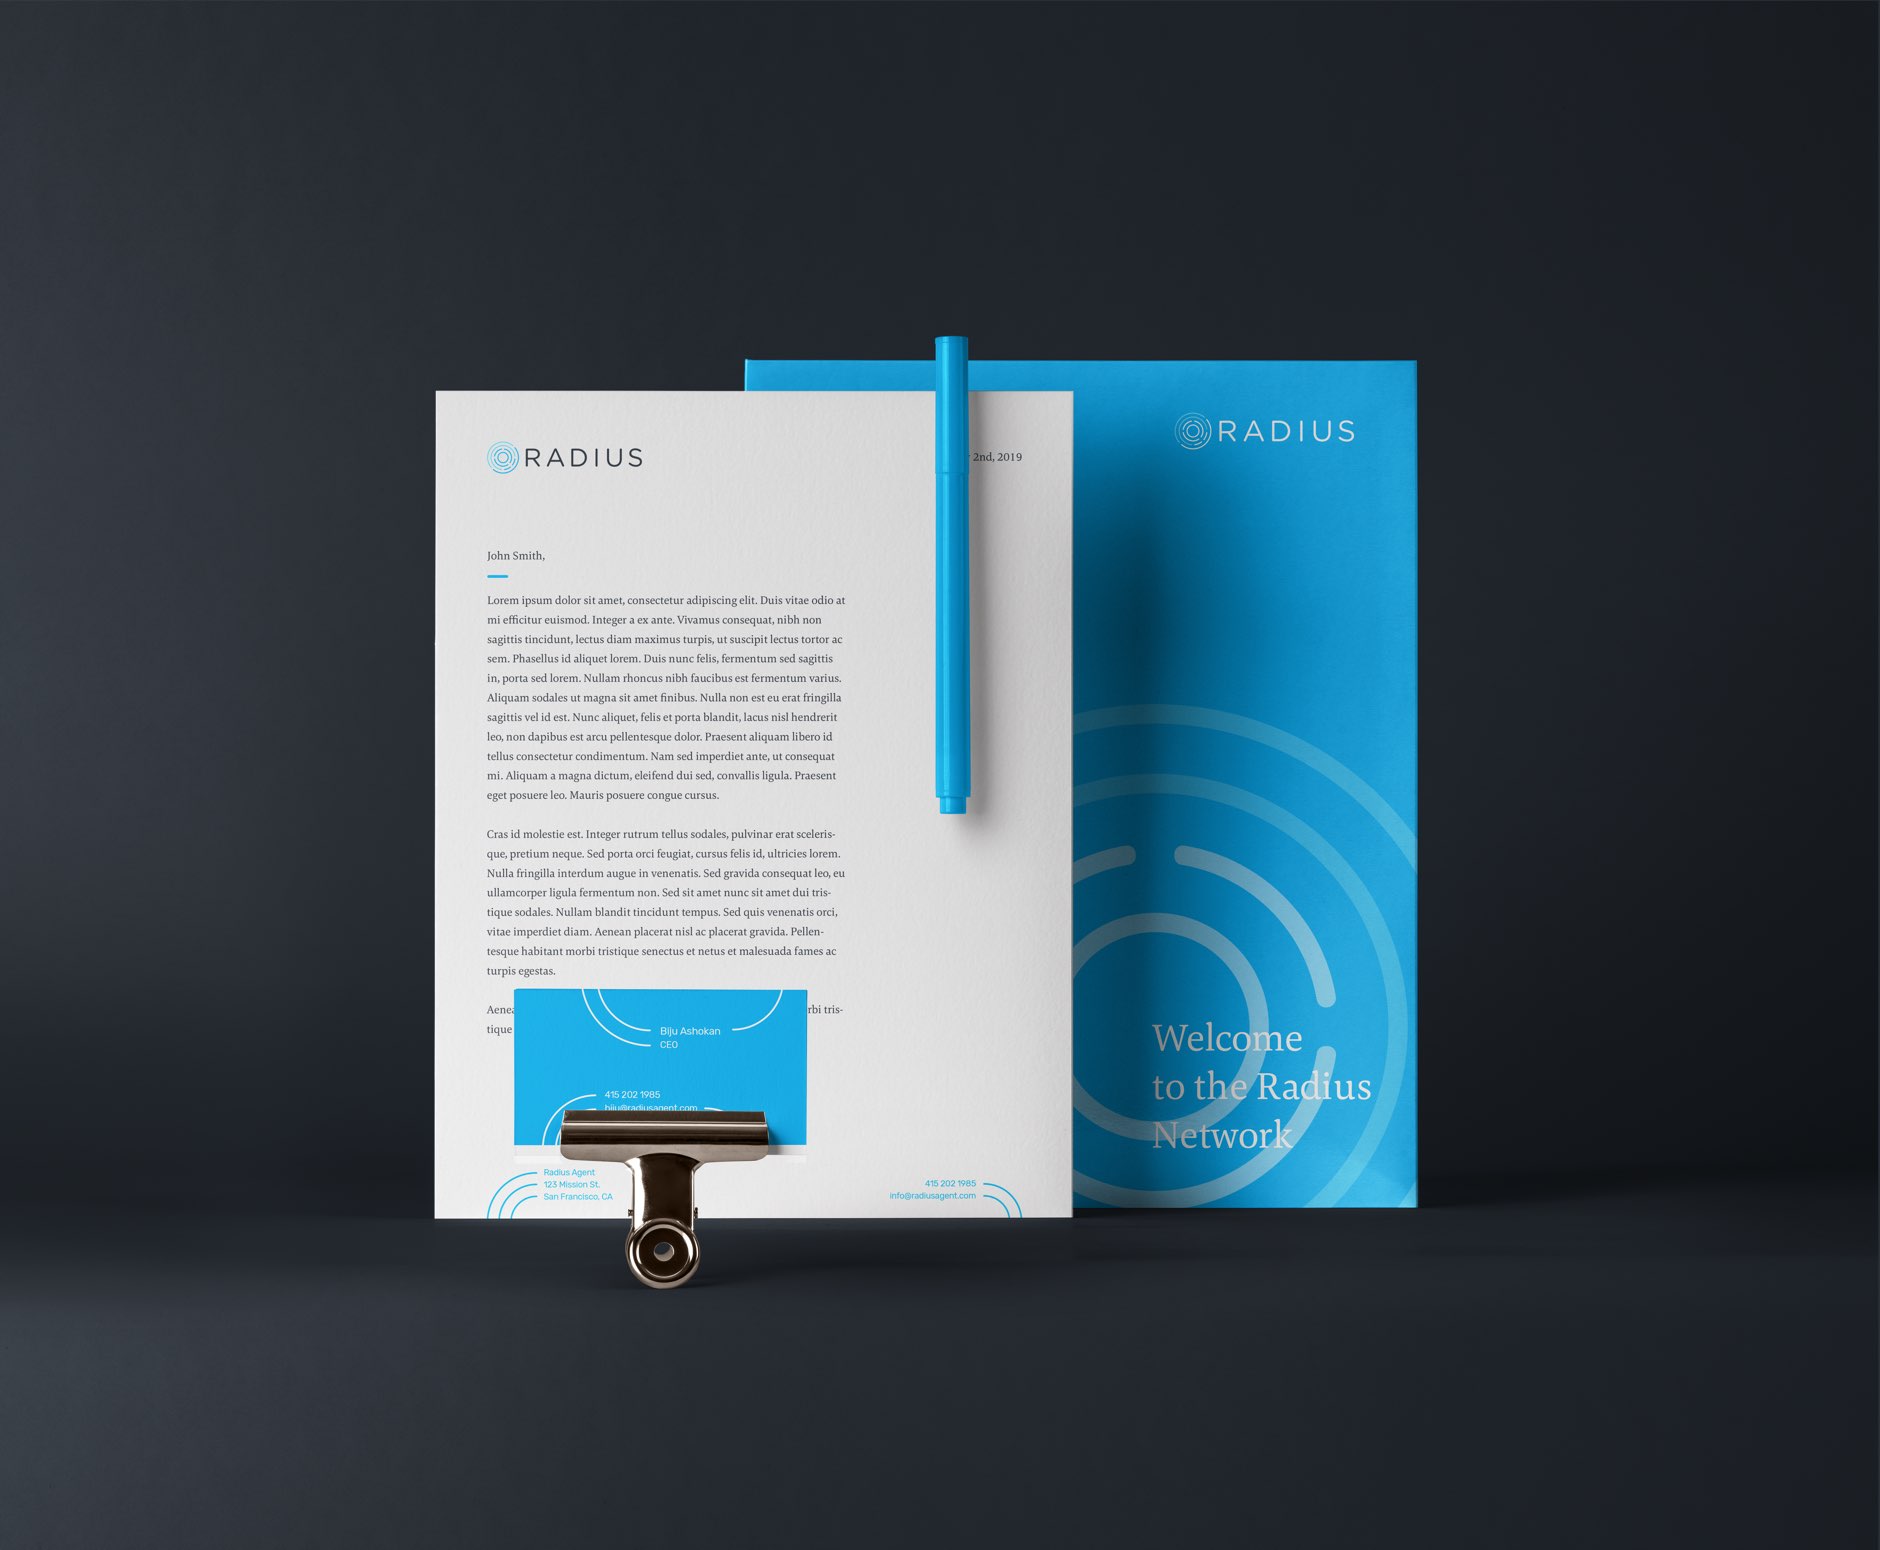 RADIUS
2nd, 2019
John Smith,
Lorem ipsum dolor sit amet, consectetur adipiscing elit. Duis vitae odio at
mi efficitur euismod. Integer a ex ante. Vivamus consequat, nibh non
sagittis tincidunt, lectus diam maximus turpis, ut suscipit lectus tortor ac
sem. Phasellus id aliquet lorem. Duis nunc felis, fermentum sed sagittis
in, porta sed lorem. Nullam rhoncus nibh faucibus est fermentum varius.
Aliquam sodales ut magna sit amet finibus. Nulla non est eu erat fringilla
sagittis vel id est. Nunc aliquet, felis et porta blandit, lacus nisl hendrerit
leo, non dapibus est arcu pellentesque dolor. Praesent aliquam libero id
tellus consectetur condimentum. Nam sed imperdiet ante, ut consequat
mi. Aliquam a magna dictum, eleifend dui sed, convallis ligula. Praesent
eget posuere leo. Mauris posuere congue cursus.
Cras id molestie est. Integer rutrum tellus sodales, pulvinar erat sceleris-
que, pretium neque. Sed porta orci feugiat, cursus felis id, ultricies lorem.
Nulla fringilla interdum augue in venenatis. Sed gravida consequat leo, eu
ullamcorper ligula fermentum non. Sed sit amet nunc sit amet dui tris-
tique sodales. Nullam blandit tincidunt tempus. Sed quis venenatis orci,
vitae imperdiet diam. Aenean placerat nisl ac placerat gravida. Pellen-
tesque habitant morbi tristique senectus et netus et malesuada fames ac
turpis egestas.
Aenea rbi tris-
tique
Biju Ashokan
CEO
415 202 1985
biju@radiusagent.com
Radius Agent
123 Mission St.
San Francisco, CA
415 202 1985
info@radiusagent.com
RADIUS
Welcome
to the Radius
Network